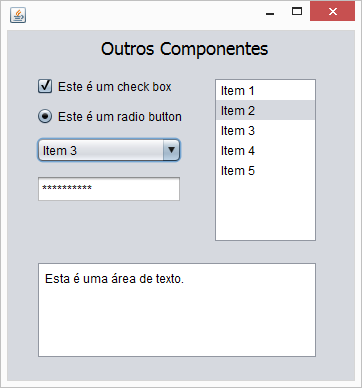 Outros Componentes
Este é um check box
Este é um radio button
Item 3
**********
Item 1
Item 2
Item 3
Item 4
Item 5
Esta é uma área de texto.